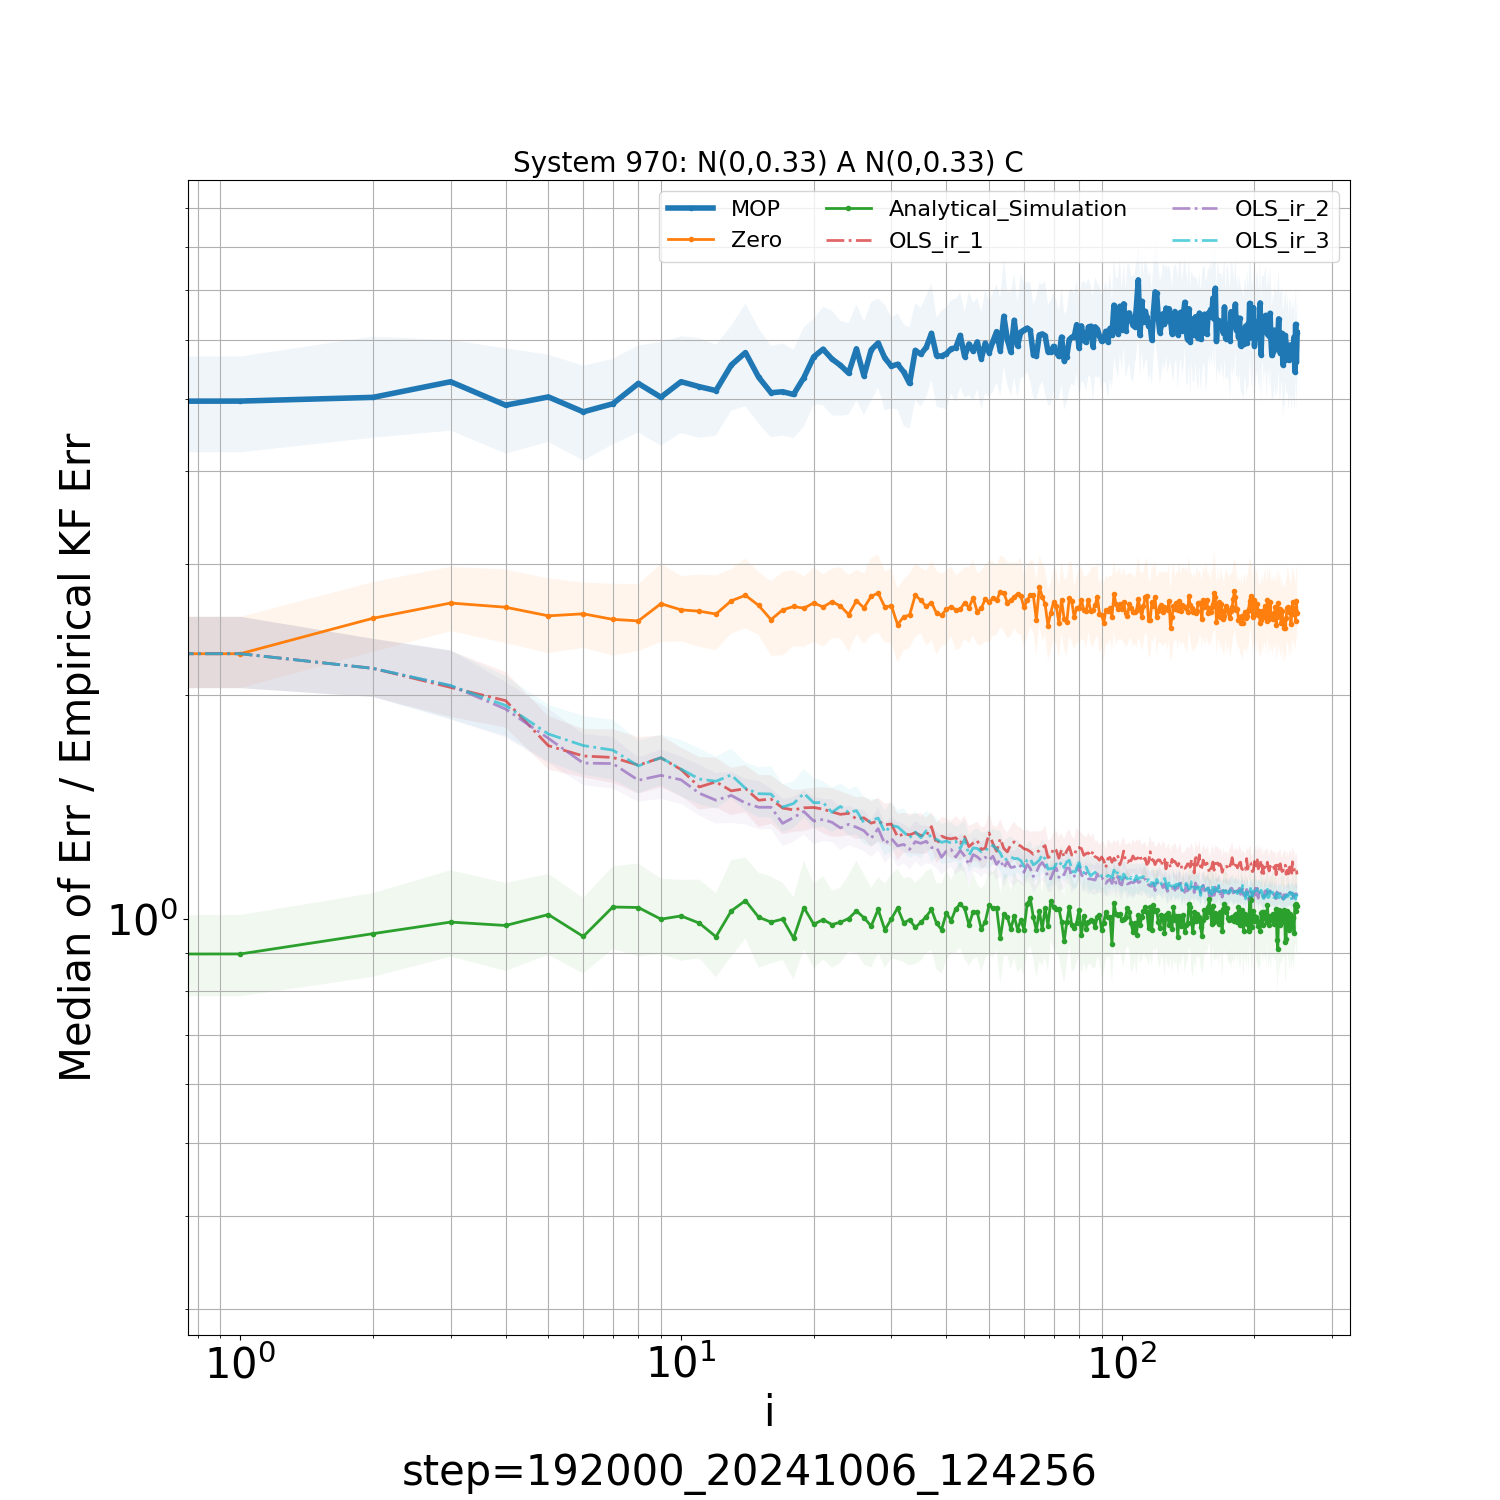 System 970: N(0,0.33) A N(0,0.33) C
MOP
Zero
Analytical_Simulation
OLS_ir_1
OLS_ir_2
OLS_ir_3
Median of Err / Empirical KF Err
10⁰
10⁰ 10¹ 10²
i
step=192000_20241006_124256